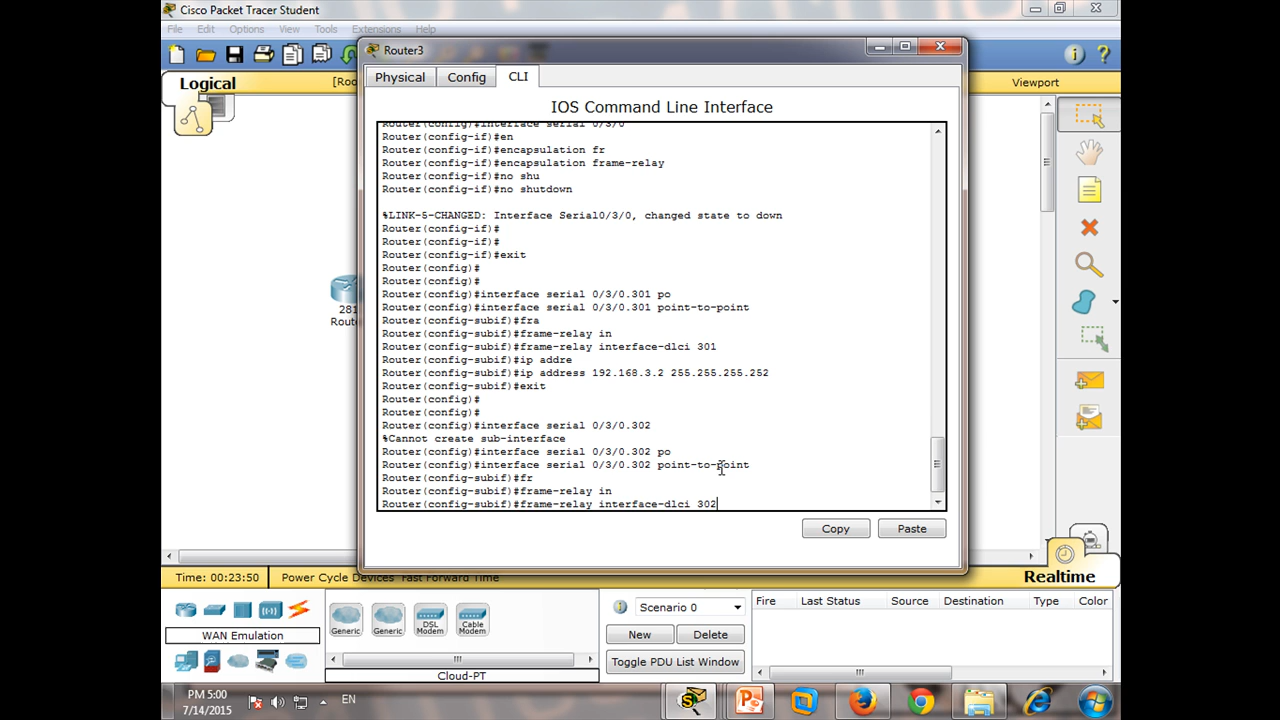 Cisco Packet Tracer Student
File Edit Options View Tools Extensions Help
Logical
[Roo
Viewport
Router3
Physical Config CLI
IOS Command Line Interface
Router(config)#interface serial 0/3/0
Router(config-if)#en
Router(config-if)#encapsulation fr
Router(config-if)#encapsulation frame-relay
Router(config-if)#no shu
Router(config-if)#no shutdown
%LINK-5-CHANGED: Interface Serial0/3/0, changed state to down
Router(config-if)#
Router(config-if)#
Router(config-if)#exit
Router(config)#
Router(config)#
Router(config)#interface serial 0/3/0.301 po
Router(config)#interface serial 0/3/0.301 point-to-point
Router(config-subif)#fra
Router(config-subif)#frame-relay in
Router(config-subif)#frame-relay interface-dlci 301
Router(config-subif)#ip addre
Router(config-subif)#ip address 192.168.3.2 255.255.255.252
Router(config-subif)#exit
Router(config)#
Router(config)#
Router(config)#interface serial 0/3/0.302
%Cannot create sub-interface
Router(config)#interface serial 0/3/0.302 po
Router(config)#interface serial 0/3/0.302 point-to-point
Router(config-subif)#fr
Router(config-subif)#frame-relay in
Router(config-subif)#frame-relay interface-dlci 302
Copy Paste
281
Route
Time: 00:23:50 Power Cycle Devices Fast Forward Time
Realtime
WAN Emulation
Generic Generic DSL Modem Cable Modem
Cloud-PT
Scenario 0
New Delete
Toggle PDU List Window
Fire Last Status Source Destination Type Color
PM 5:00
7/14/2015
EN